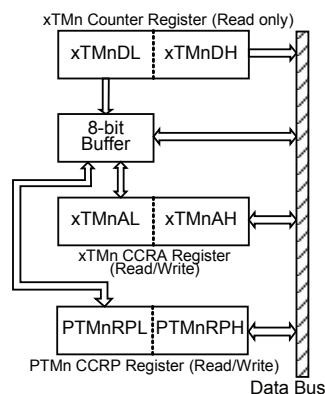 xTMn Counter Register (Read only)
xTMnDL xTMnDH
8-bit
Buffer
xTMnAL xTMnAH
xTMn CCRA Register
(Read/Write)
PTMnRPL PTMnRPH
PTMn CCRP Register (Read/Write)
Data Bus